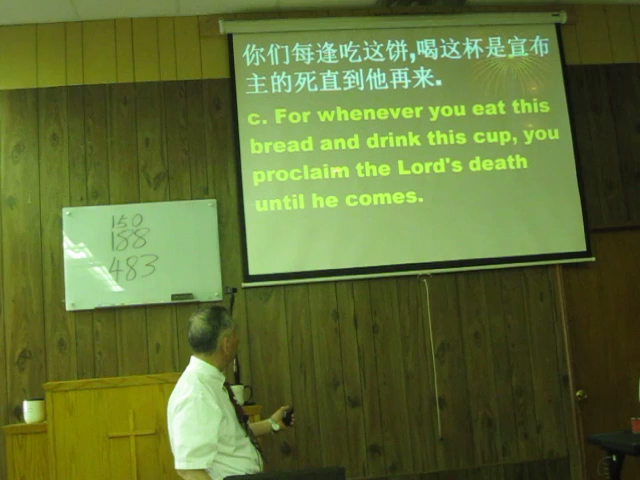 你们每逢吃这饼,喝这杯是宣布
主的死直到他再来.
c. For whenever you eat this
bread and drink this cup, you
proclaim the Lord's death
until he comes.
150
188
483